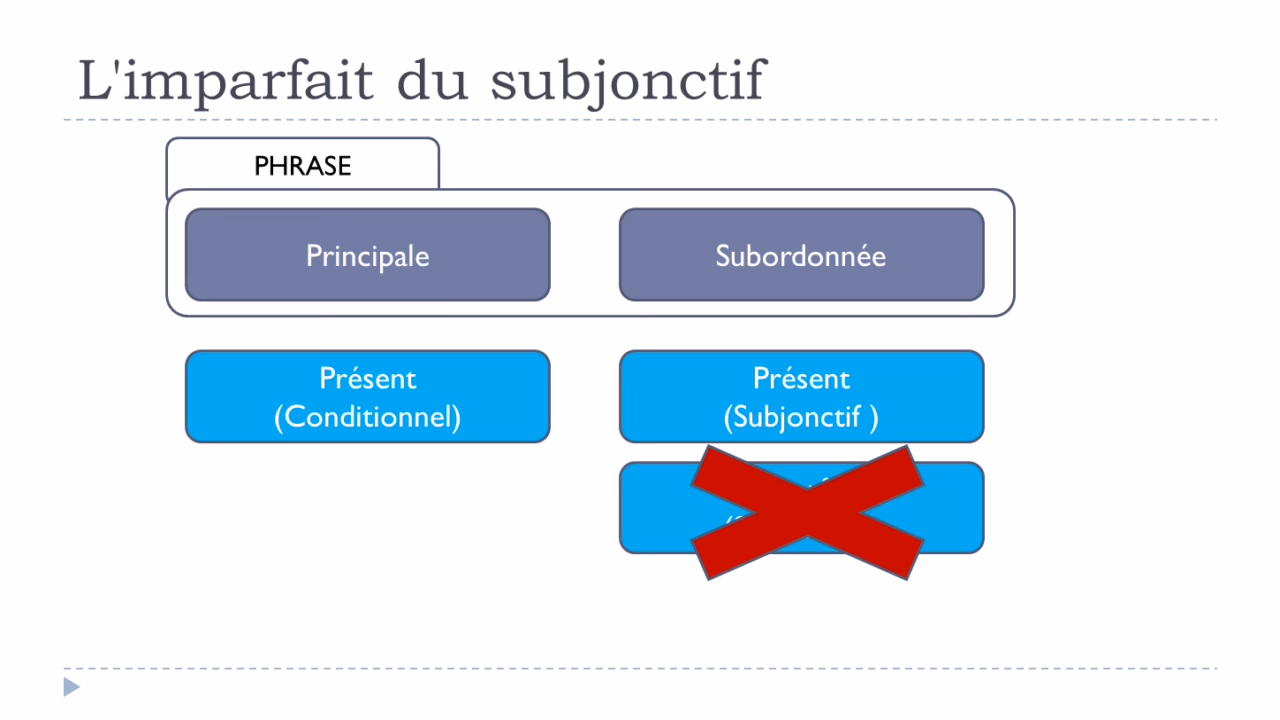 L'imparfait du subjonctif
PHRASE
Principale
Subordonnée
Présent
(Conditionnel)
Présent
(Subjonctif )